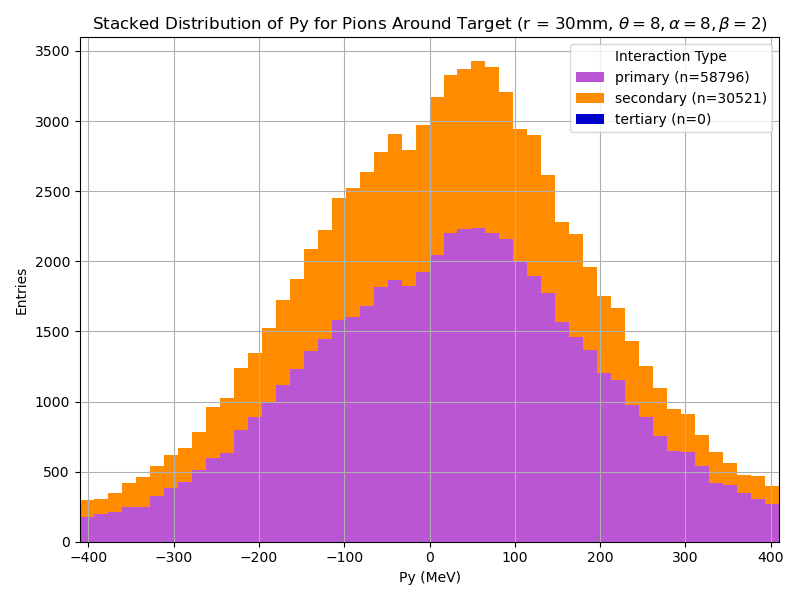 Stacked Distribution of Py for Pions Around Target (r = 30mm, θ = 8, α = 8, β = 2)
3500
3000
2500
2000
1500
1000
500
0
Entries
Interaction Type
primary (n=58796)
secondary (n=30521)
tertiary (n=0)
−400 −300 −200 −100 0 100 200 300 400
Py (MeV)